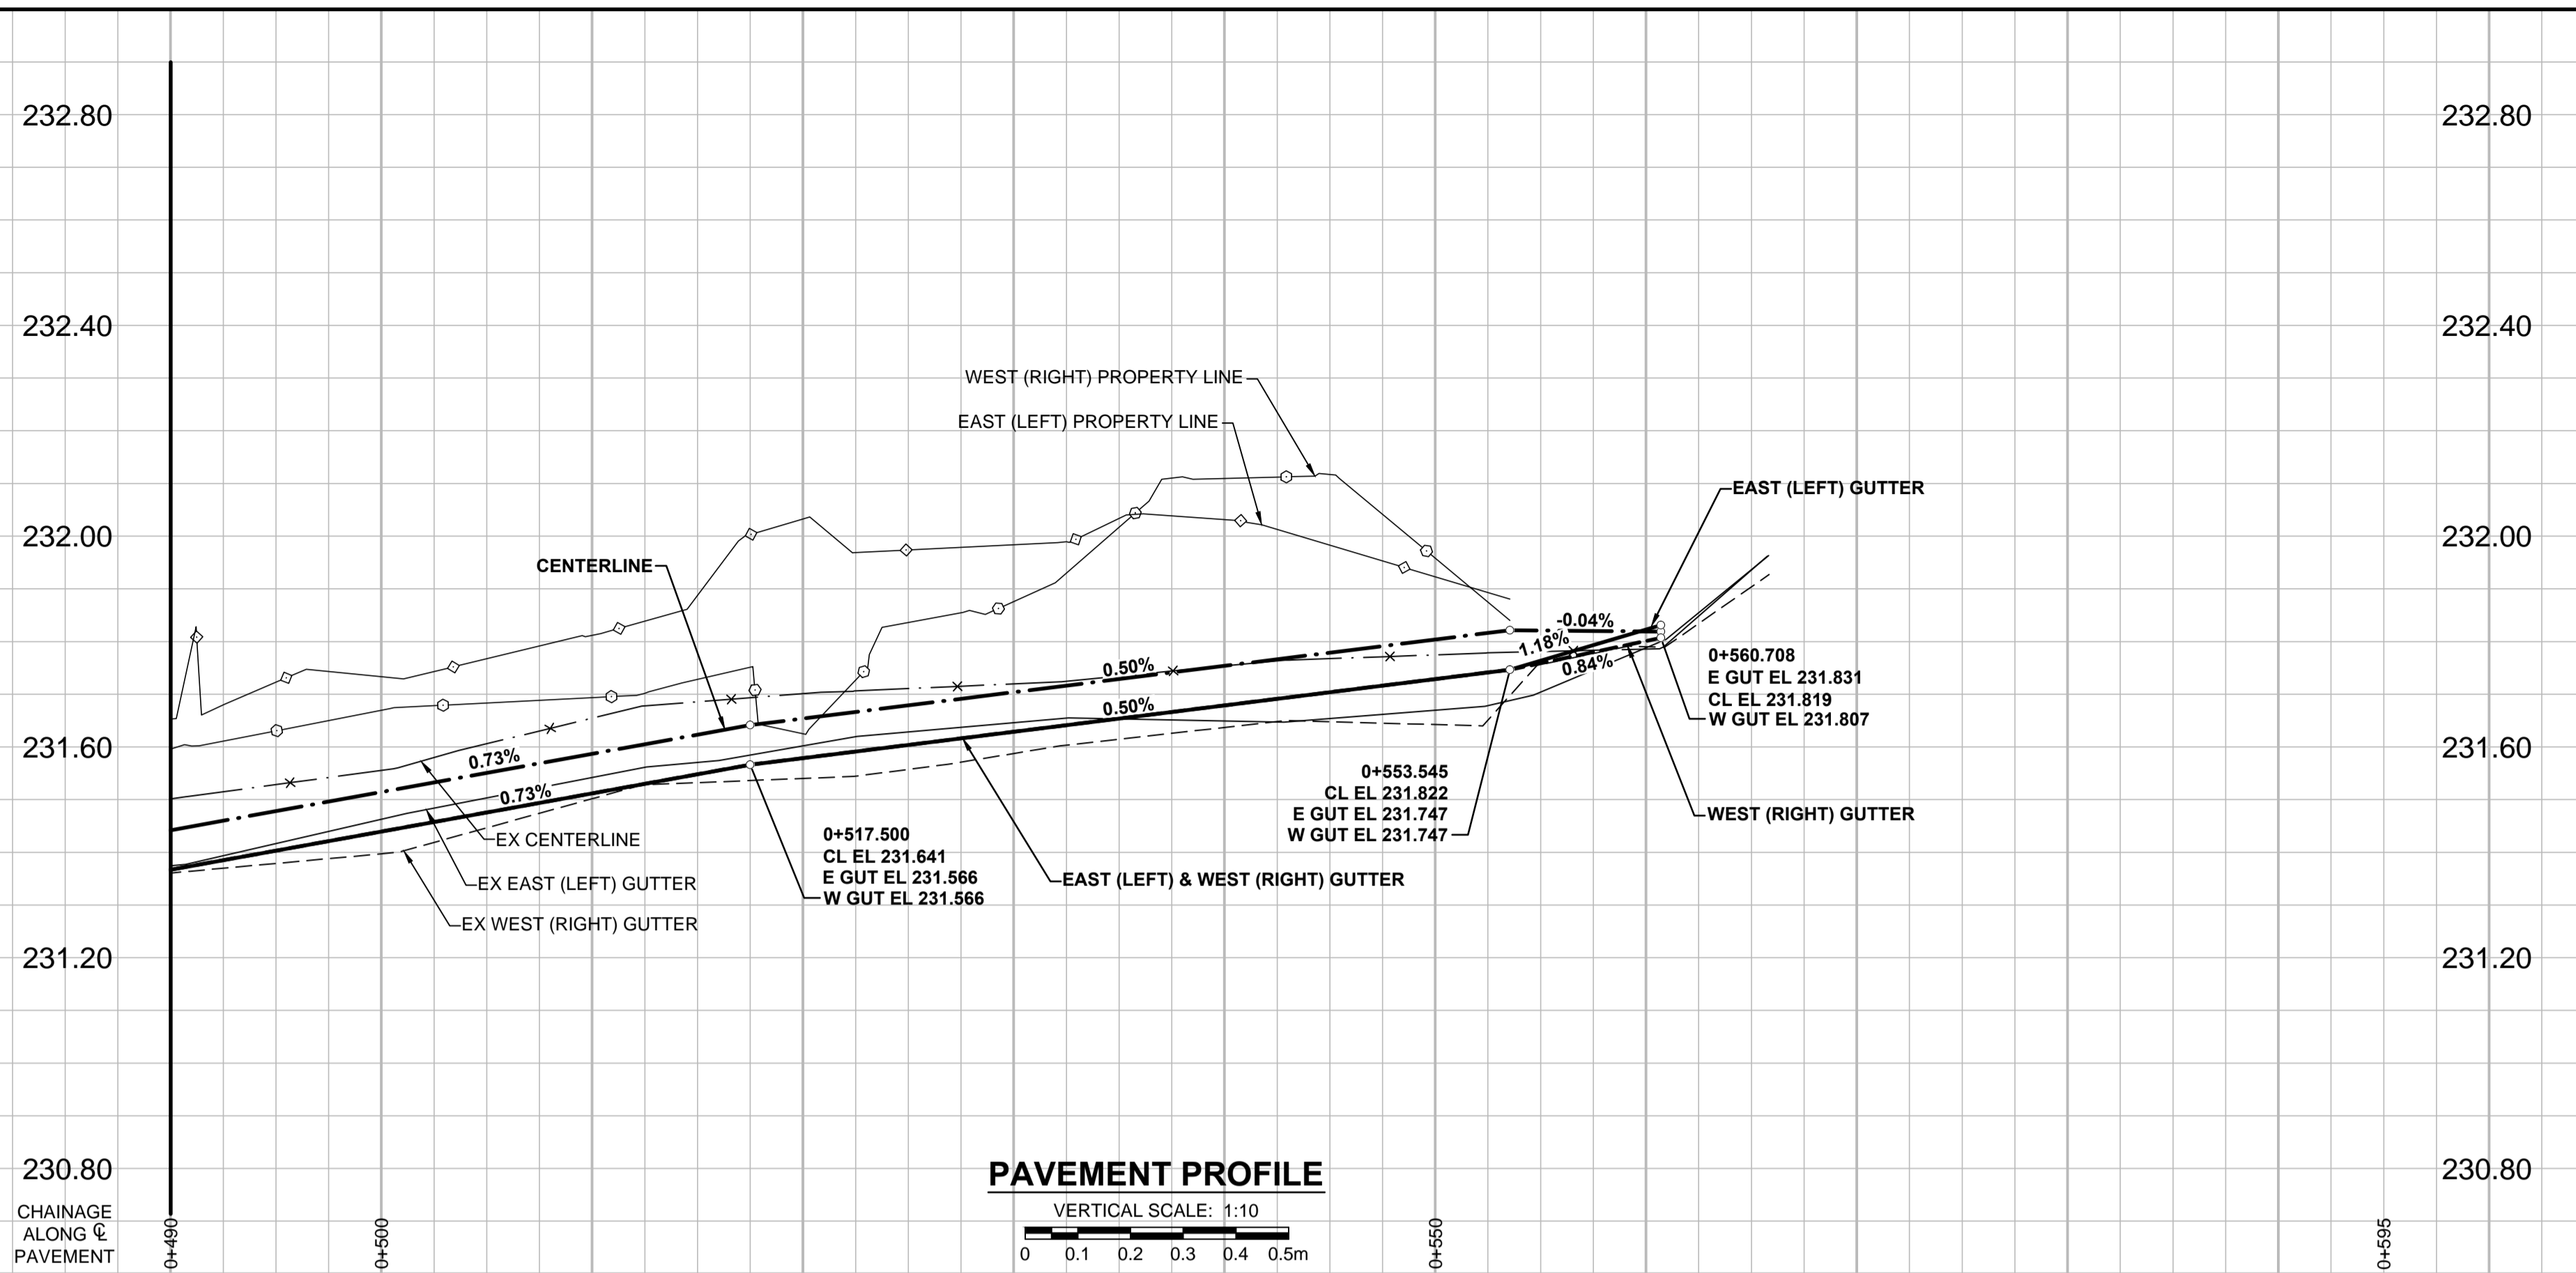 232.80
232.80
232.40
232.40
WEST (RIGHT) PROPERTY LINE
EAST (LEFT) PROPERTY LINE
EAST (LEFT) GUTTER
232.00
232.00
CENTERLINE
-0.04%
1.18%
0.84%
0.50%
0.50%
0+560.708
E GUT EL 231.831
CL EL 231.819
W GUT EL 231.807
231.60
231.60
0.73%
0.73%
0+553.545
CL EL 231.822
E GUT EL 231.747
W GUT EL 231.747
WEST (RIGHT) GUTTER
0+517.500
CL EL 231.641
E GUT EL 231.566
W GUT EL 231.566
EX CENTERLINE
EX EAST (LEFT) GUTTER
EX WEST (RIGHT) GUTTER
EAST (LEFT) & WEST (RIGHT) GUTTER
231.20
231.20
230.80
230.80
PAVEMENT PROFILE
VERTICAL SCALE: 1:10
0 0.1 0.2 0.3 0.4 0.5m
CHAINAGE
ALONG ℄
PAVEMENT
0+490
0+500
0+550
0+595